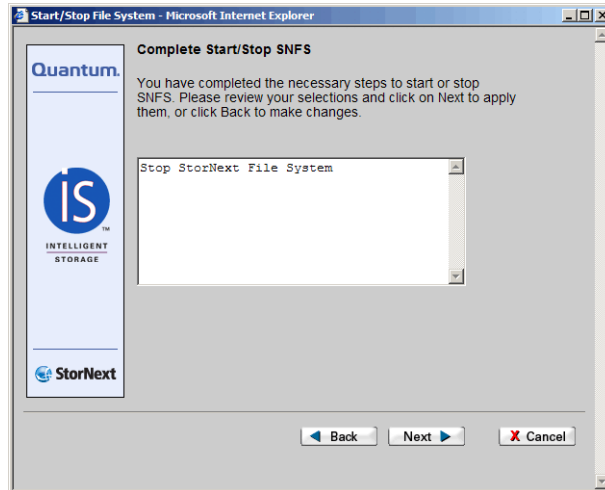 Start/Stop File System - Microsoft Internet Explorer
Quantum.
Complete Start/Stop SNFS
You have completed the necessary steps to start or stop
SNFS. Please review your selections and click on Next to apply
them, or click Back to make changes.
Stop StorNext File System
iS
TM
INTELLIGENT
STORAGE
StorNext
Back
Next
Cancel